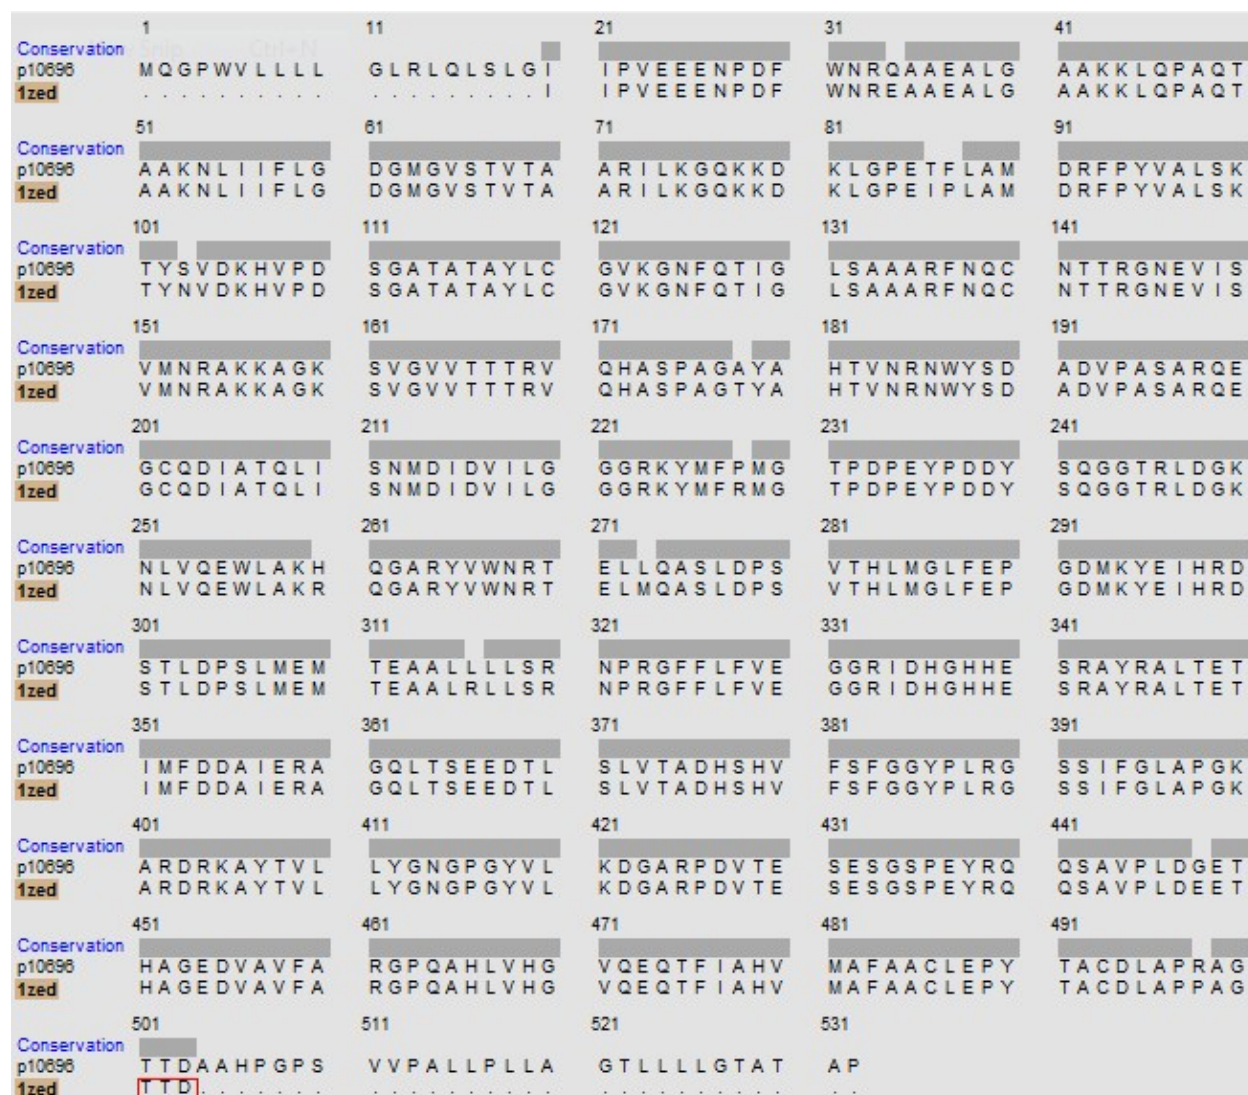 1 11 21 31 41
Conservation
p10696 MQGPWVLLLL GLRLQLSLGI IPVEEENPDF WNRQAAEALG AAKKLQPAQT
1zed .......... .........I IPVEEENPDF WNREAAEALG AAKKLQPAQT
51 61 71 81 91
Conservation
p10696 AAKNLIIFLG DGMGVSTVTA ARILKGQKKD KLGPETFLAM DRFPYVALSK
1zed AAKNLIIFLG DGMGVSTVTA ARILKGQKKD KLGPEIPLAM DRFPYVALSK
101 111 121 131 141
Conservation
p10696 TYSVDKHVPD SGATATAYLC GVKGNFQTIG LSAAARFNQC NTTRGNEVIS
1zed TYNVDKHVPD SGATATAYLC GVKGNFQTIG LSAAARFNQC NTTRGNEVIS
151 161 171 181 191
Conservation
p10696 VMNRAKKAGK SVGVVTTTRV QHASPAGAYA HTVNRNWYSD ADVPASARQE
1zed VMNRAKKAGK SVGVVTTTRV QHASPAGTYA HTVNRNWYSD ADVPASARQE
201 211 221 231 241
Conservation
p10696 GCQDIATQLI SNMDIDVILG GGRKYMFPMG TPDPEYPDDY SQGGTRLDGK
1zed GCQDIATQLI SNMDIDVILG GGRKYMFRMG TPDPEYPDDY SQGGTRLDGK
251 261 271 281 291
Conservation
p10696 NLVQEWLAKH QGARYVWNRT ELLQASLDPS VTHLMGLFEP GDMKYEIHRD
1zed NLVQEWLAKR QGARYVWNRT ELMQASLDPS VTHLMGLFEP GDMKYEIHRD
301 311 321 331 341
Conservation
p10696 STLDPSLMEM TEAALLLLSR NPRGFFLFVE GGRIDHGHHE SRAYRALTET
1zed STLDPSLMEM TEAALRLLSR NPRGFFLFVE GGRIDHGHHE SRAYRALTET
351 361 371 381 391
Conservation
p10696 IMFDDAIERA GQLTSEEDTL SLVTADHSHV FSFGGYPLRG SSIFGLAPGK
1zed IMFDDAIERA GQLTSEEDTL SLVTADHSHV FSFGGYPLRG SSIFGLAPGK
401 411 421 431 441
Conservation
p10696 ARDRKAYTVL LYGNGPGYVL KDGARPDVTE SESGSPEYRQ QSAVPLDGET
1zed ARDRKAYTVL LYGNGPGYVL KDGARPDVTE SESGSPEYRQ QSAVPLDEET
451 461 471 481 491
Conservation
p10696 HAGEDVAVFA RGPQAHLVHG VQEQTFIAHV MAFAACLEPY TACDLAPRAG
1zed HAGEDVAVFA RGPQAHLVHG VQEQTFIAHV MAFAACLEPY TACDLAPPAG
501 511 521 531
Conservation
p10696 TTDAAHPGPS VVPALLPLLA GTLLLLGTAT AP
1zed TTD....... .......... .......... ..